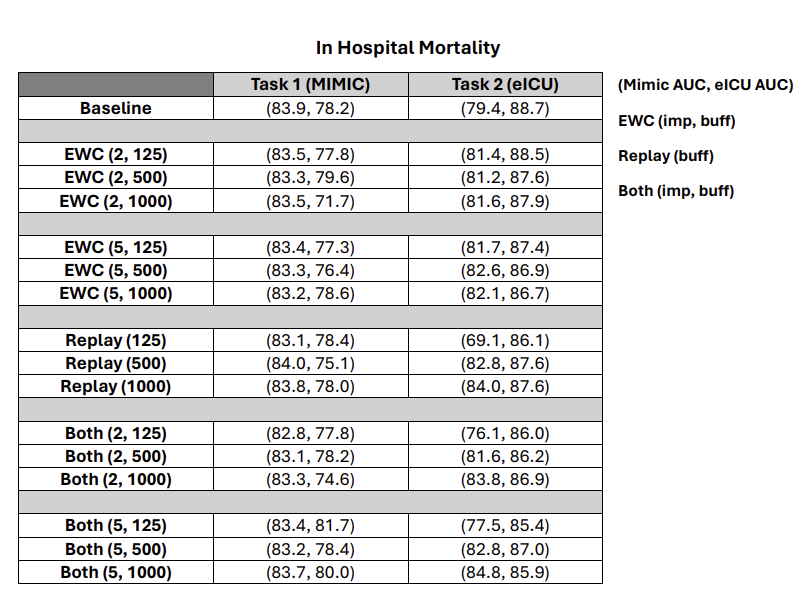 In Hospital Mortality
Task 1 (MIMIC) Task 2 (eICU) (Mimic AUC, eICU AUC)
Baseline (83.9, 78.2) (79.4, 88.7)
EWC (imp, buff)
EWC (2, 125) (83.5, 77.8) (81.4, 88.5) Replay (buff)
EWC (2, 500) (83.3, 79.6) (81.2, 87.6)
EWC (2, 1000) (83.5, 71.7) (81.6, 87.9) Both (imp, buff)
EWC (5, 125) (83.4, 77.3) (81.7, 87.4)
EWC (5, 500) (83.3, 76.4) (82.6, 86.9)
EWC (5, 1000) (83.2, 78.6) (82.1, 86.7)
Replay (125) (83.1, 78.4) (69.1, 86.1)
Replay (500) (84.0, 75.1) (82.8, 87.6)
Replay (1000) (83.8, 78.0) (84.0, 87.6)
Both (2, 125) (82.8, 77.8) (76.1, 86.0)
Both (2, 500) (83.1, 78.2) (81.6, 86.2)
Both (2, 1000) (83.3, 74.6) (83.8, 86.9)
Both (5, 125) (83.4, 81.7) (77.5, 85.4)
Both (5, 500) (83.2, 78.4) (82.8, 87.0)
Both (5, 1000) (83.7, 80.0) (84.8, 85.9)